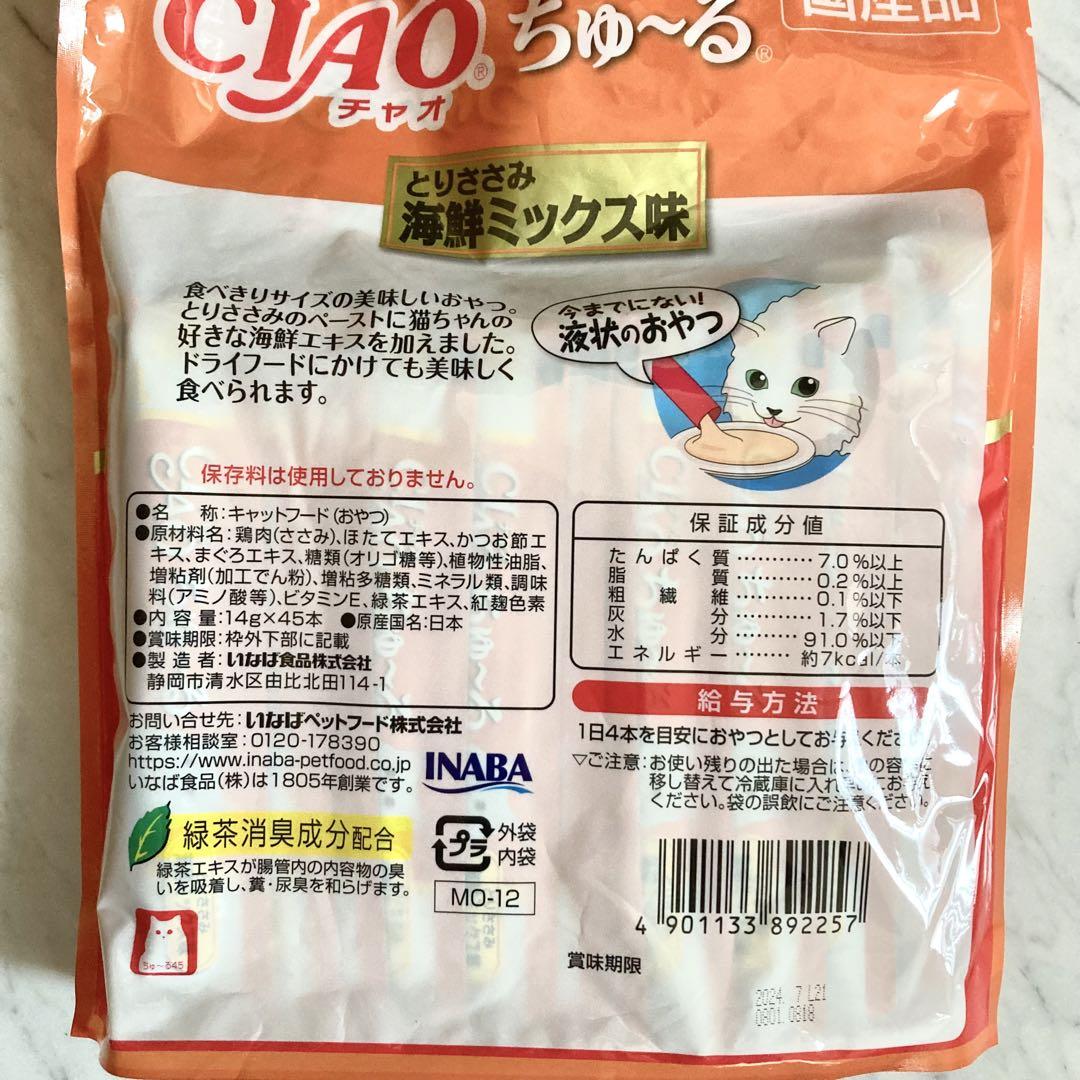 CIAO ® ちゅ～る ®
国産品
チャオ
とりささみ
海鮮ミックス味
食べきりサイズの美味しいおやつ。
とりささみのペーストに猫ちゃんの
好きな海鮮エキスを加えました。
ドライフードにかけても美味しく
食べられます。
今までにない!
液状のおやつ
保存料は使用しておりません。
●名 称:キャットフード(おやつ)
●原材料名:鶏肉(ささみ)、ほたてエキス、かつお節エ
キス、まぐろエキス、糖類(オリゴ糖等)、植物性油脂、
増粘剤(加工でん粉)、増粘多糖類、ミネラル類、調味
料(アミノ酸等)、ビタミンE、緑茶エキス、紅麹色素
●内容量:14g×45本 ●原産国名:日本
●賞味期限:枠外下部に記載
●製造者:いなば食品株式会社
静岡市清水区由比北田114-1
保証成分値
たんぱく質 ………… 7.0%以上
脂質 ………… 0.2%以上
粗繊維 ………… 0.1%以下
灰分 ………… 1.7%以下
水分 ………… 91.0%以下
エネルギー ……… 約7kcal/本
給与方法
1日4本を目安におやつとしてお与えください
▽ご注意:お使い残りの出た場合は、の容器に
移し替えて冷蔵庫に入れ早めにお与え
ください。袋の誤飲にご注意ください。
お問い合せ先:いなばペットフード株式会社
お客様相談室:0120-178390
https://www.inaba-petfood.co.jp
いなば食品(株)は1805年創業です。
INABA
緑茶消臭成分配合
緑茶エキスが腸管内の内容物の臭
いを吸着し、糞・尿臭を和らげます。
プラ
外袋
内袋
MO-12
ちゅ～る45
4 901133 892257
賞味期限
2024. 7 L21
0801.0818